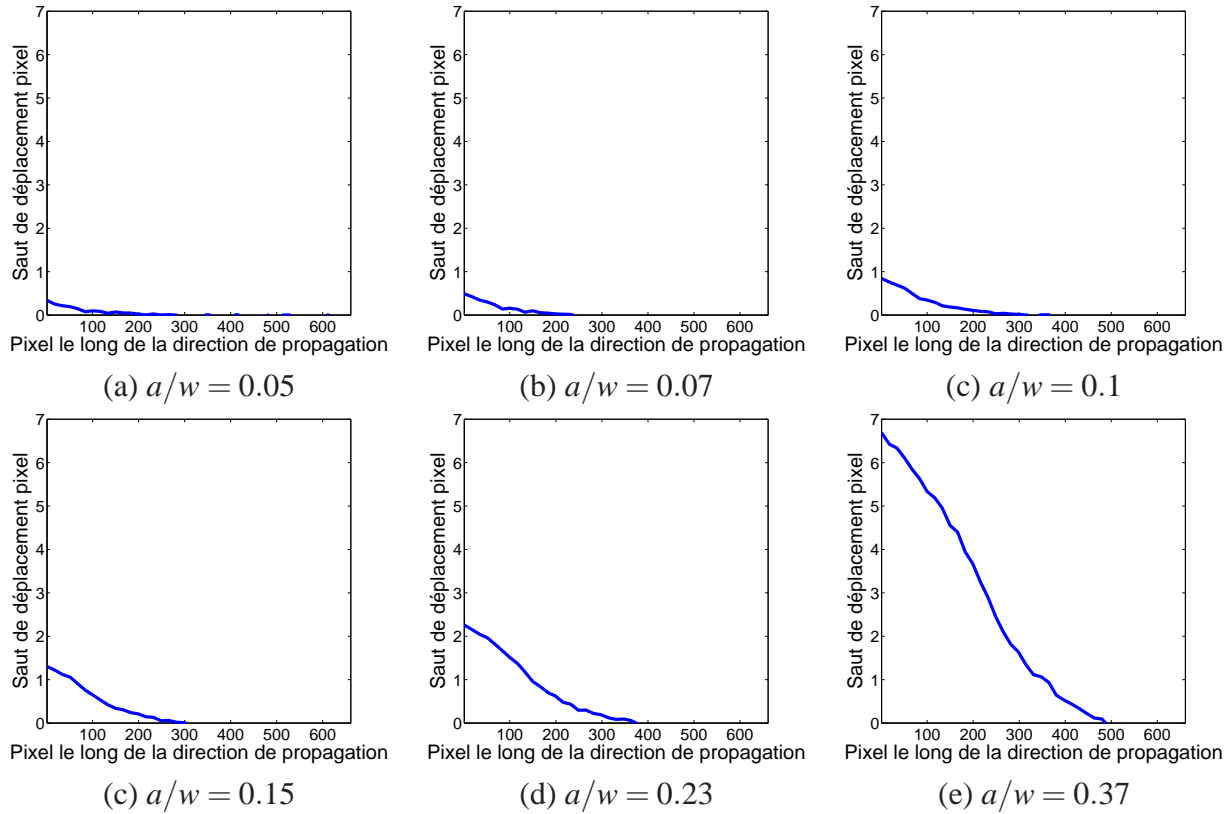 7
6
5
4
3
2
1
0
Saut de déplacement pixel
100 200 300 400 500 600
Pixel le long de la direction de propagation
(a) a/w = 0.05
7
6
5
4
3
2
1
0
Saut de déplacement pixel
100 200 300 400 500 600
Pixel le long de la direction de propagation
(b) a/w = 0.07
7
6
5
4
3
2
1
0
Saut de déplacement pixel
100 200 300 400 500 600
Pixel le long de la direction de propagation
(c) a/w = 0.1
7
6
5
4
3
2
1
0
Saut de déplacement pixel
100 200 300 400 500 600
Pixel le long de la direction de propagation
(c) a/w = 0.15
7
6
5
4
3
2
1
0
Saut de déplacement pixel
100 200 300 400 500 600
Pixel le long de la direction de propagation
(d) a/w = 0.23
7
6
5
4
3
2
1
0
Saut de déplacement pixel
100 200 300 400 500 600
Pixel le long de la direction de propagation
(e) a/w = 0.37